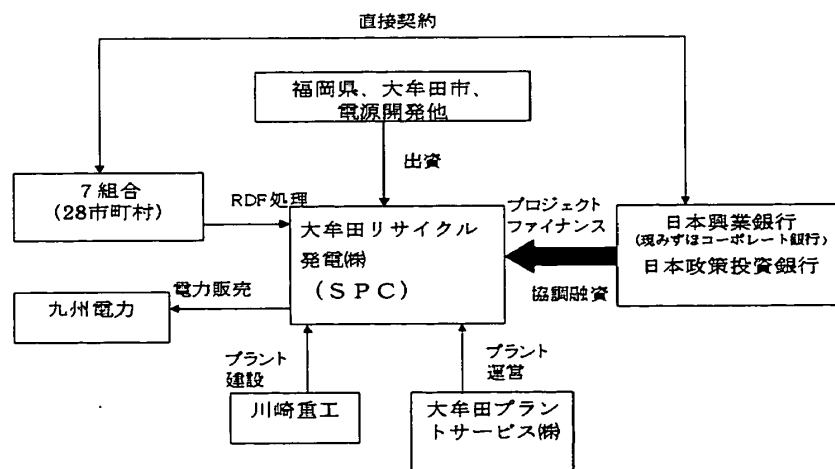 直接契約
福岡県、大牟田市、
電源開発他
出資
7組合
(28市町村)
RDF処理
大牟田リサイクル
発電㈱
(SPC)
プロジェクト
ファイナンス
日本興業銀行
(現みずほコーポレート銀行)
日本政策投資銀行
協調融資
電力販売
九州電力
プラント
建設
プラント
運営
川崎重工
大牟田プラン
トサービス㈱